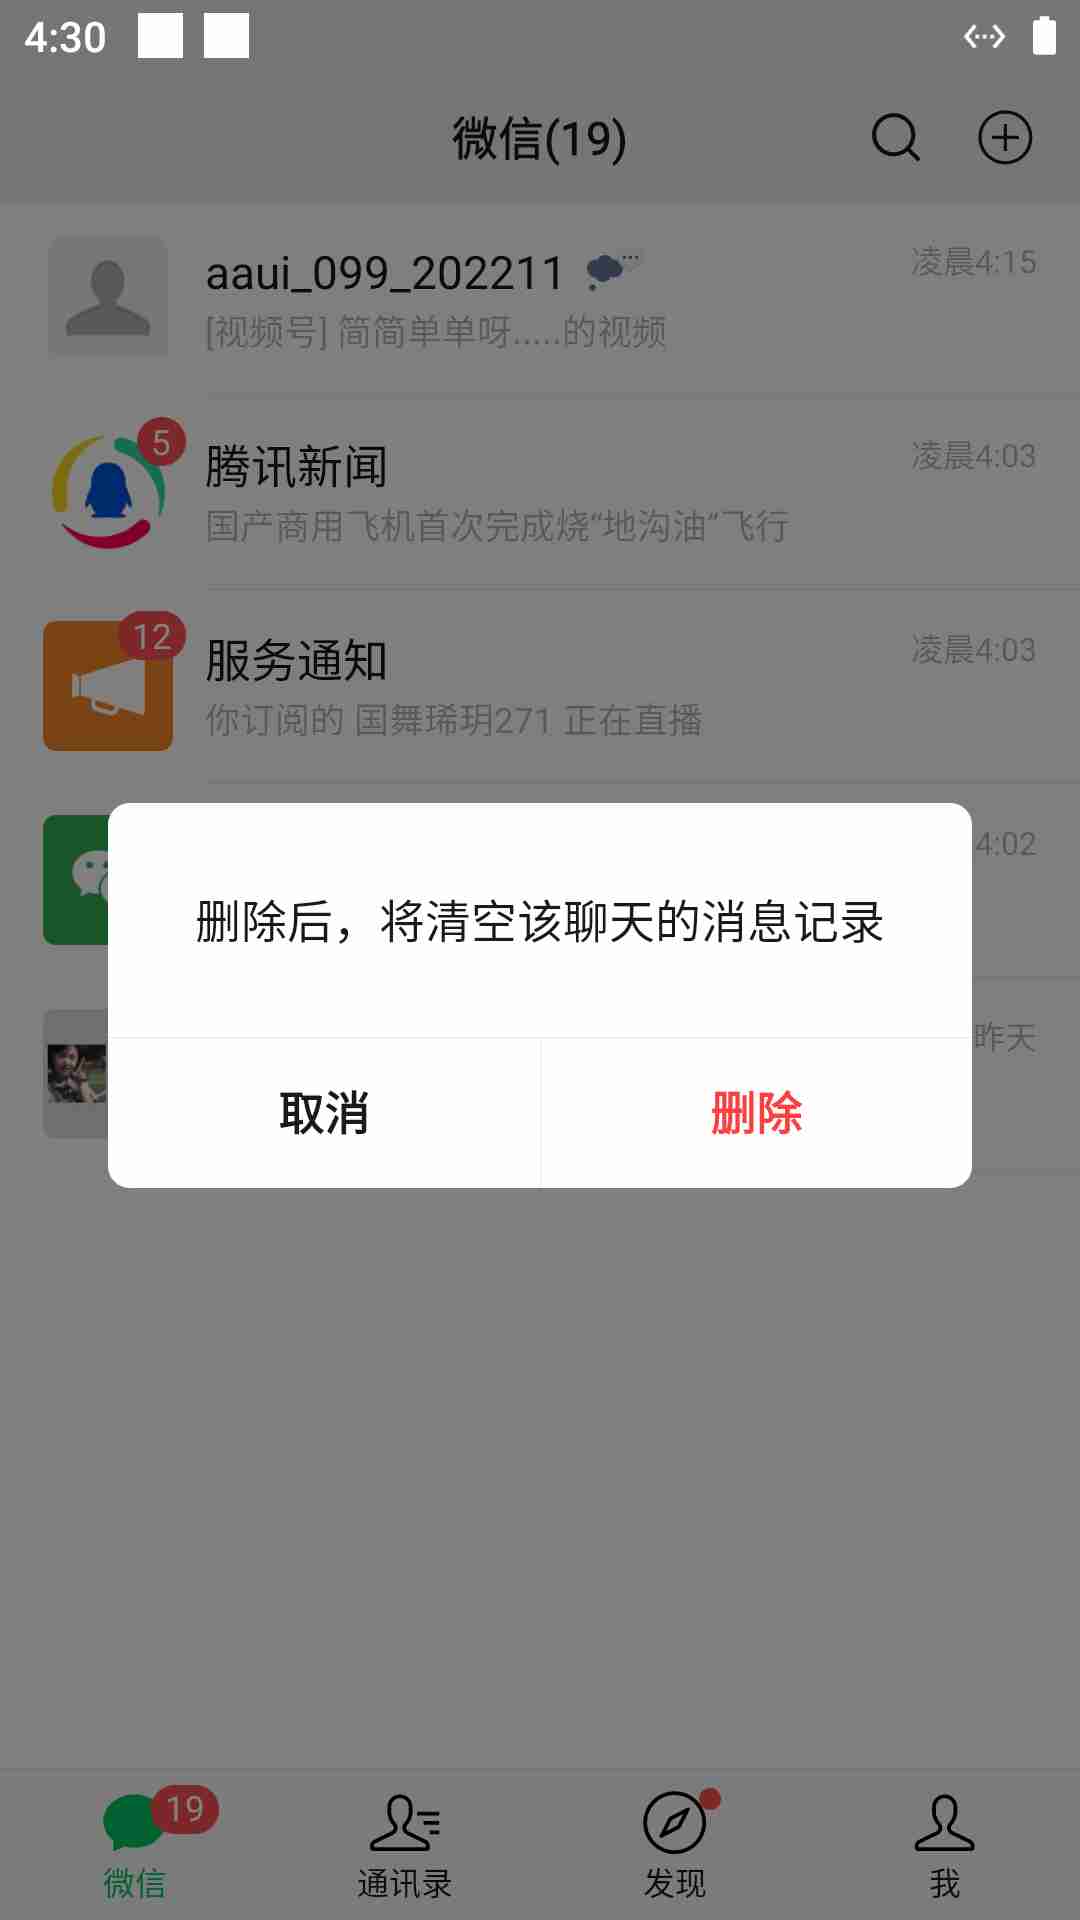 4:30
微信(19)
aaui_099_202211
凌晨4:15
[视频号] 简简单单呀.....的视频
5
腾讯新闻
凌晨4:03
国产商用飞机首次完成烧“地沟油”飞行
12
服务通知
凌晨4:03
你订阅的 国舞琋玥271 正在直播
4:02
删除后，将清空该聊天的消息记录
昨天
取消
删除
19
微信
通讯录
发现
我